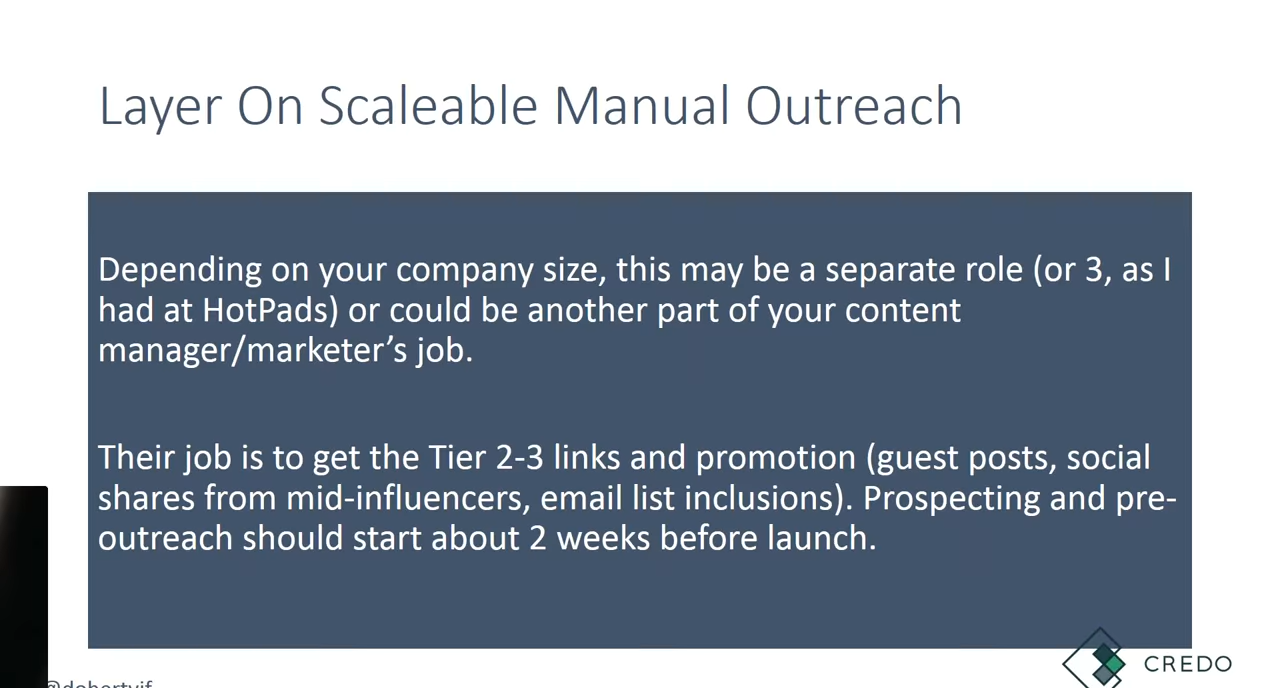 Layer On Scaleable Manual Outreach
Depending on your company size, this may be a separate role (or 3, as I
had at HotPads) or could be another part of your content
manager/marketer’s job.
Their job is to get the Tier 2-3 links and promotion (guest posts, social
shares from mid-influencers, email list inclusions). Prospecting and pre-
outreach should start about 2 weeks before launch.
CREDO